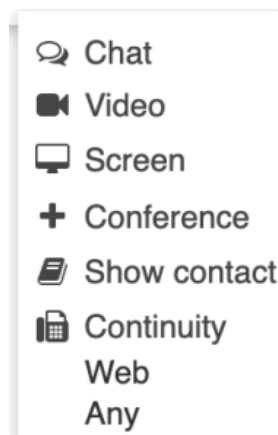 Chat
Video
Screen
Conference
Show contact
Continuity
Web
Any